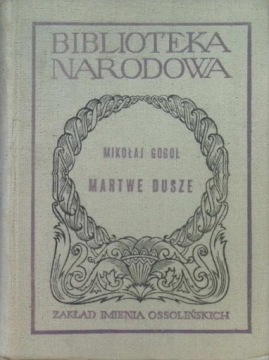 BIBLIOTEKA
NARODOWA
MIKOŁAJ GOGOL
MARTWE DUSZE
ZAKŁAD IMIENIA OSSOLIŃSKICH